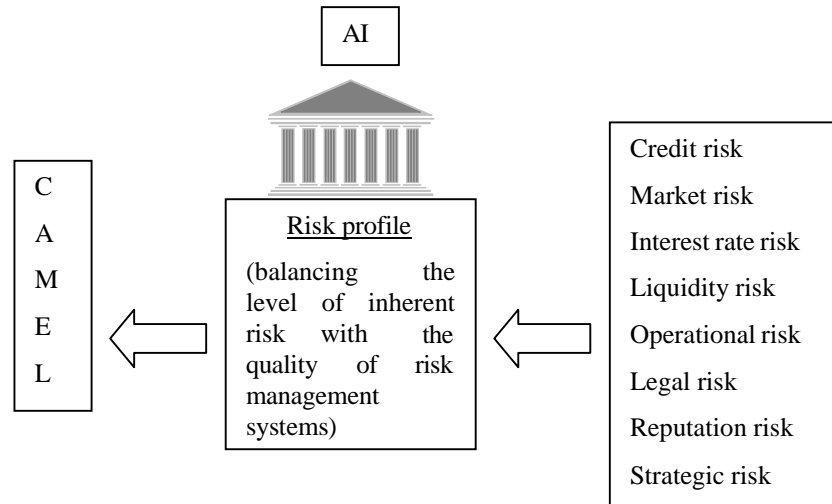 AI
C
A
M
E
L
Risk profile
(balancing the
level of inherent
risk with the
quality of risk
management
systems)
Credit risk
Market risk
Interest rate risk
Liquidity risk
Operational risk
Legal risk
Reputation risk
Strategic risk